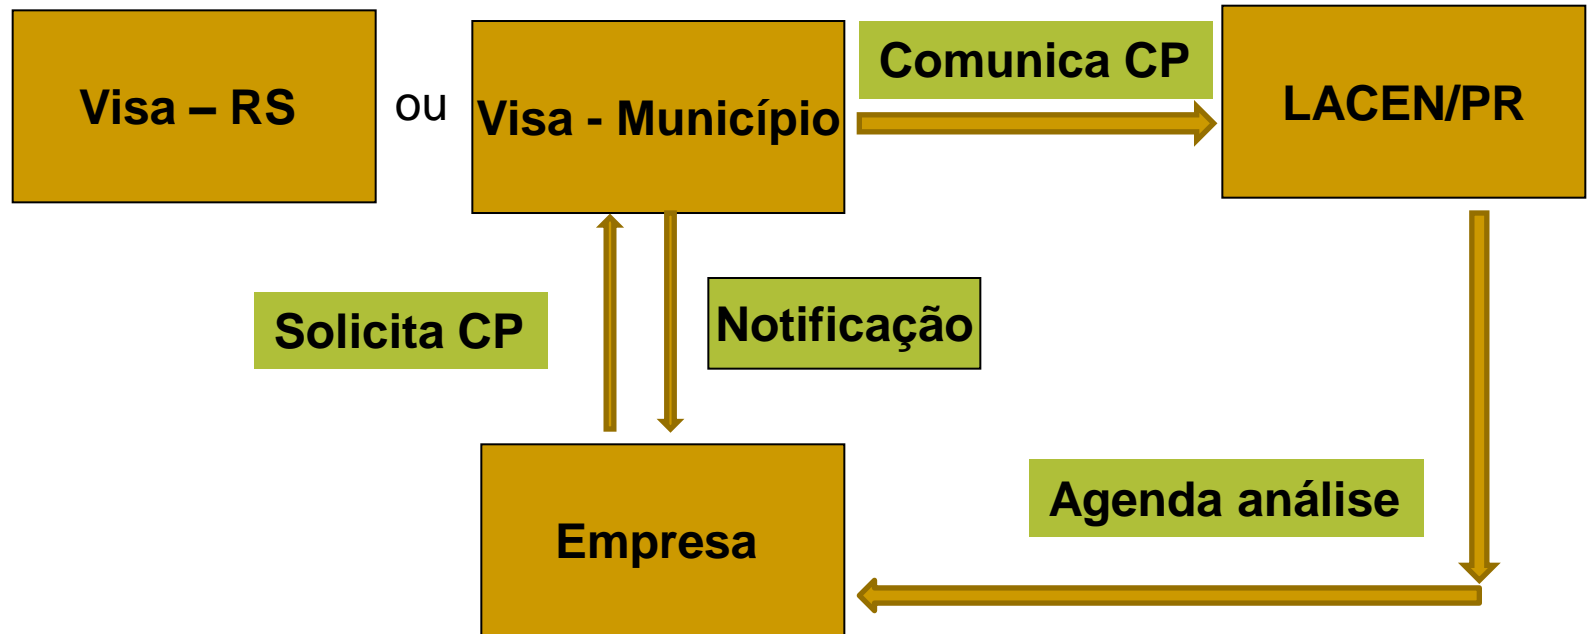 Visa – RS
ou
Visa - Município
Comunica CP
LACEN/PR
Solicita CP
Notificação
Empresa
Agenda análise